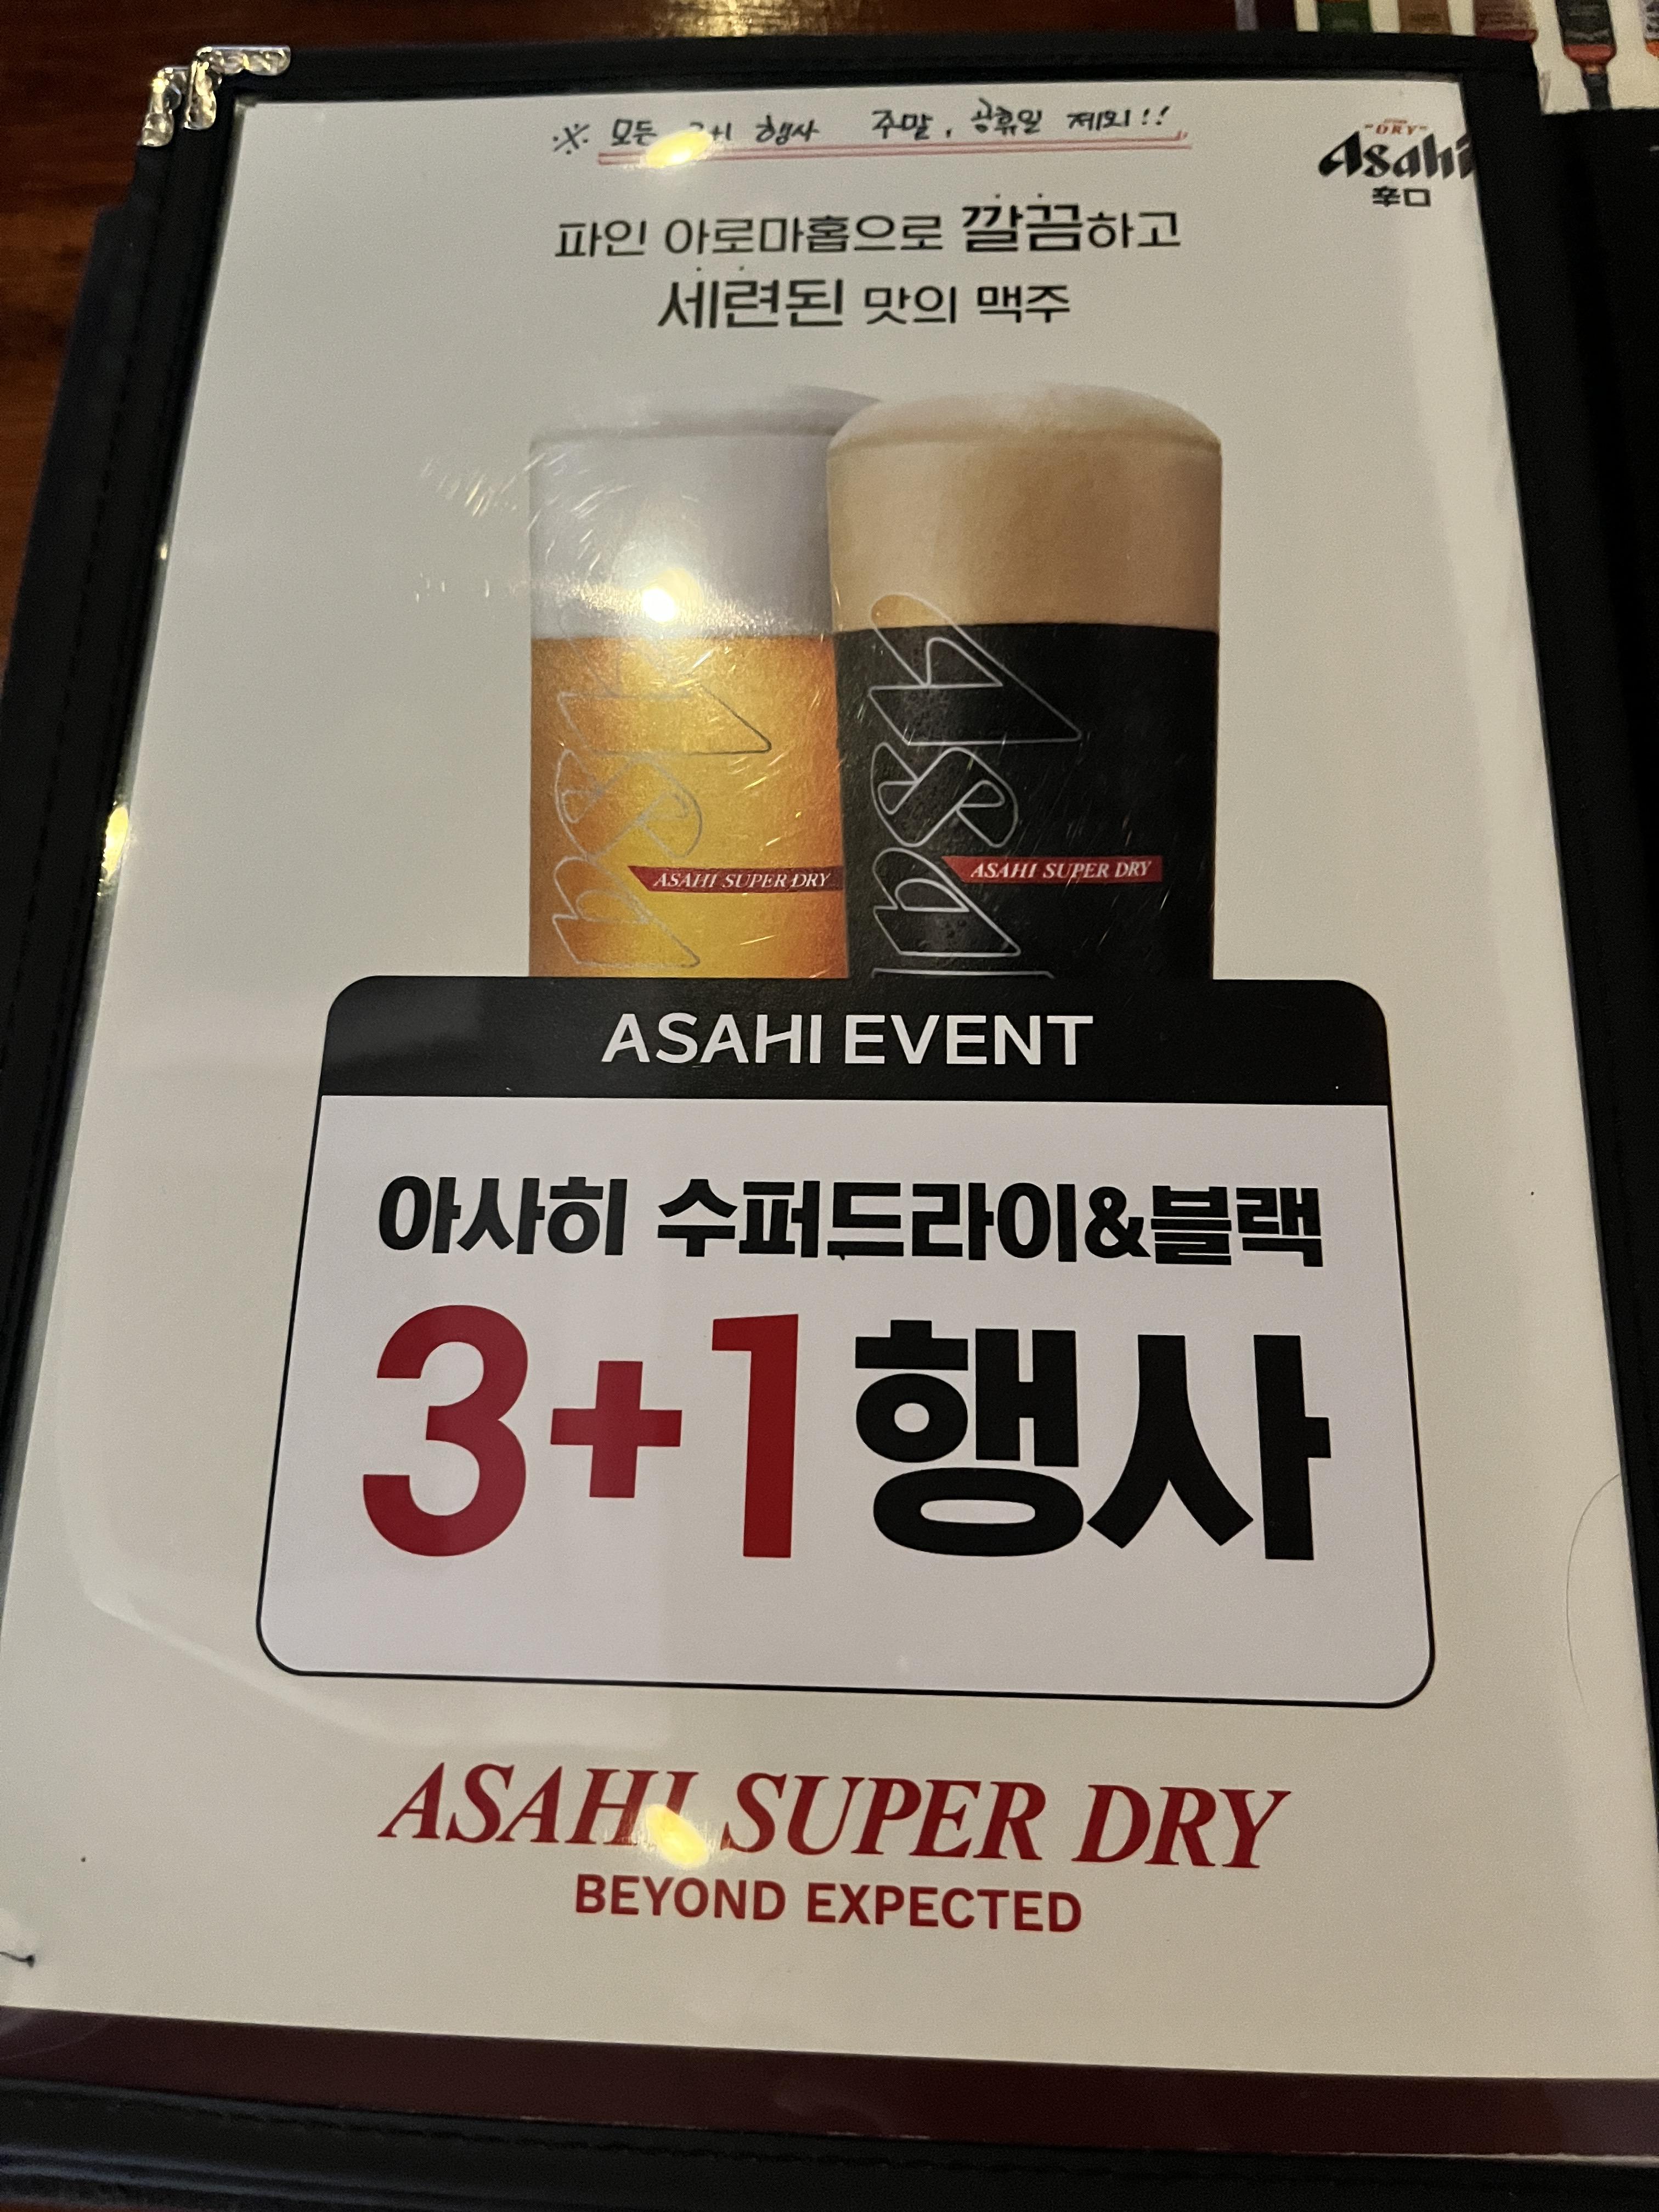 ※ 모든 3+1 행사 주말, 공휴일 제외!!
"DRY"
Asahi
辛口
파인 아로마홉으로 깔끔하고
세련된 맛의 맥주
ASAHI SUPER DRY
ASAHI SUPER DRY
ASAHI EVENT
아사히 수퍼드라이&블랙
3+1 행사
ASAHI SUPER DRY
BEYOND EXPECTED